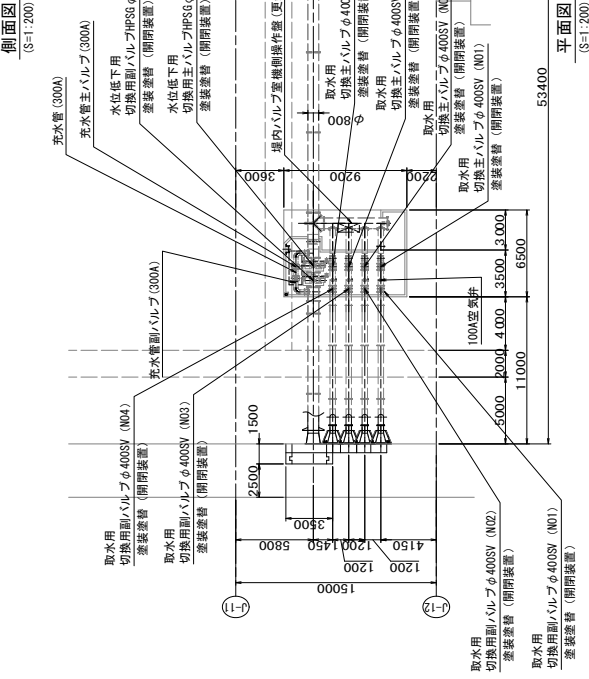 側面図
(S=1:200)
平面図
(S=1:200)
充水管(300A)
充水管主バルブ(300A)
水位低下用
切換用副バルブHPSG
塗装塗替 (開閉装置)
水位低下用
切換用主バルブHPSG
塗装塗替 (開閉装置)
堤内バルブ室機側操作盤(更
取水用
切換主バルブφ400
塗装塗替 (開閉装
取水用
切換主バルブφ400SV
塗装塗替 (開閉装置
取水用
切換主バルブφ400SV (NO
塗装塗替 (開閉装置)
取水用
切換主バルブφ400SV (NO1)
塗装塗替 (開閉装置)
充水管副バルブ(300A)
100A空気弁
取水用
切換用副バルブφ400SV (NO4)
塗装塗替 (開閉装置)
取水用
切換用副バルブφ400SV (NO3)
塗装塗替 (開閉装置)
取水用
切換用副バルブφ400SV (NO2)
塗装塗替 (開閉装置)
取水用
切換用副バルブφ400SV (NO1)
塗装塗替 (開閉装置)
φ800
3600
9200
2200
53400
3000
6500
3500
4000
2000
11000
5000
1500
2500
3500
5800
1450
1200
1200
1200
4150
15000
J-11
J-12